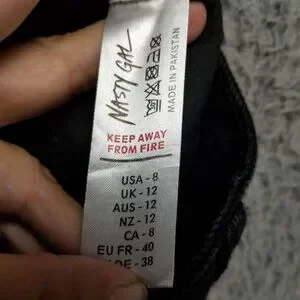 NASTY GAL
MADE IN PAKISTAN
KEEP AWAY
FROM FIRE
USA - 8
UK - 12
AUS - 12
NZ - 12
CA - 8
EU FR - 40
DE - 38